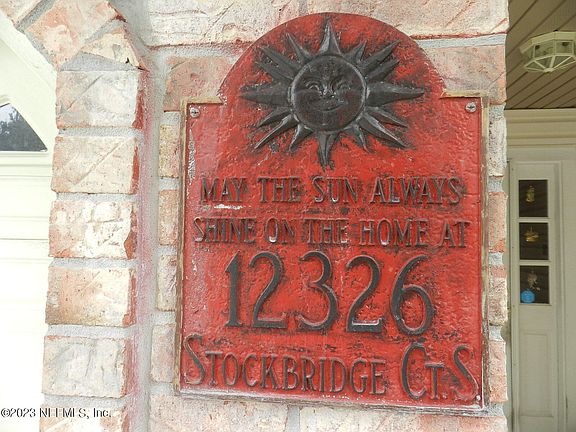 MAY THE SUN ALWAYS
SHINE ON THE HOME AT
12326
STOCKBRIDGE CT S
©2023 NEFMLS, Inc.